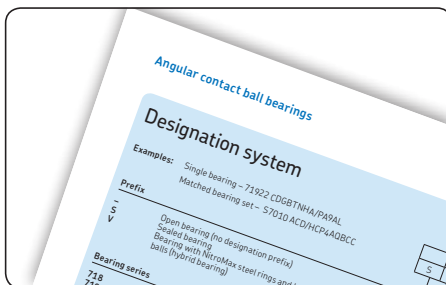 Angular contact ball bearings
Designation system
Examples: Single bearing – 71922 CDGBTNHA/PA9AL
Matched bearing set – S7010 ACD/HCP4AQBCC
Prefix
– Open bearing (no designation prefix)
S Sealed bearing
V Bearing with NitroMax steel rings and
balls (hybrid bearing)
S
Bearing series
718